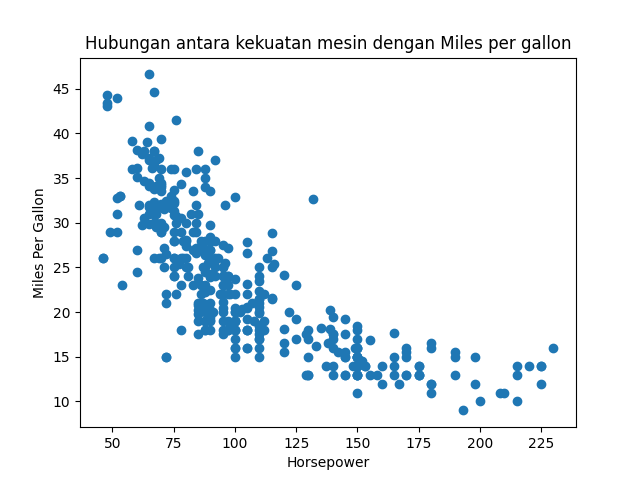 Hubungan antara kekuatan mesin dengan Miles per gallon
45
40
35
30
25
20
15
10
Miles Per Gallon
50 75 100 125 150 175 200 225
Horsepower